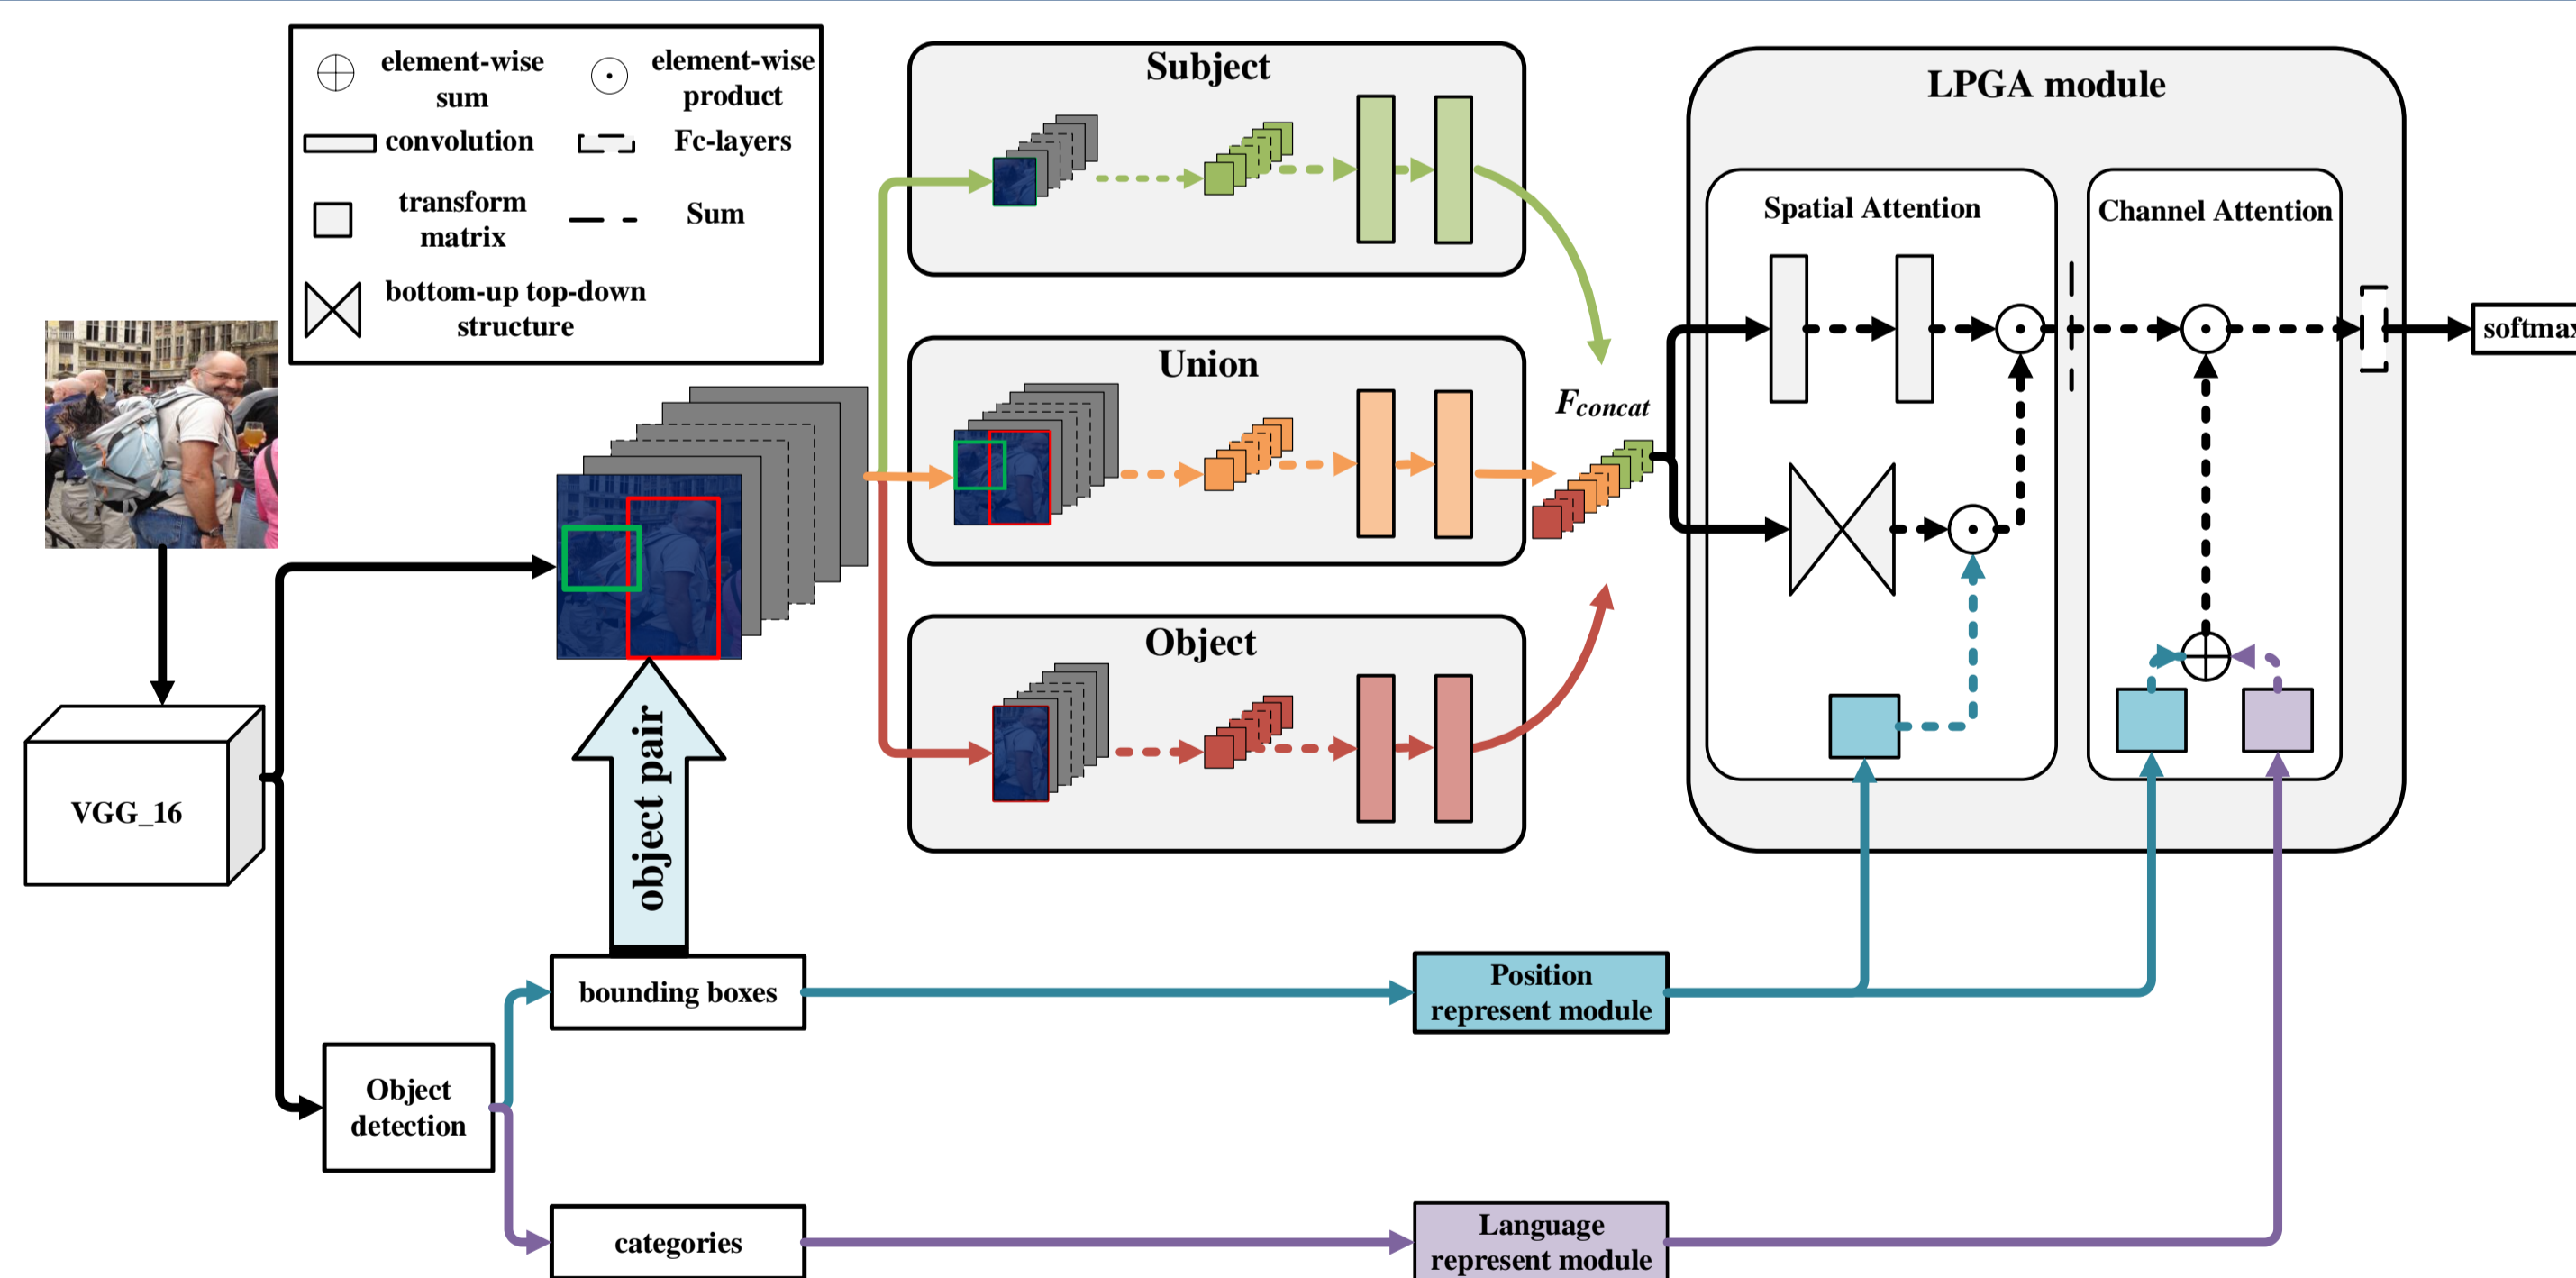 element-wise
sum
element-wise
product
convolution
Fc-layers
transform
matrix
Sum
bottom-up top-down
structure
Subject
Union
Object
Fconcat
LPGA module
Spatial Attention
Channel Attention
softmax
VGG_16
object pair
bounding boxes
Position
represent module
Object
detection
categories
Language
represent module